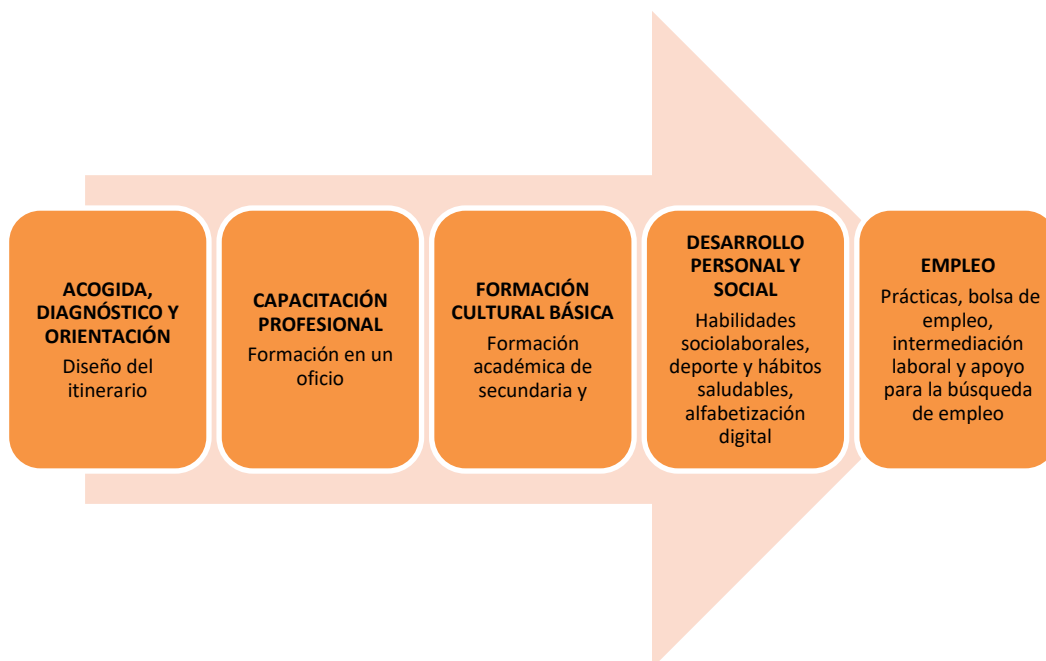 ACOGIDA,
DIAGNÓSTICO Y
ORIENTACIÓN
Diseño del
itinerario
CAPACITACIÓN
PROFESIONAL
Formación en un
oficio
FORMACIÓN
CULTURAL BÁSICA
Formación
académica de
secundaria y
DESARROLLO
PERSONAL Y
SOCIAL
Habilidades
sociolaborales,
deporte y hábitos
saludables,
alfabetización
digital
EMPLEO
Prácticas, bolsa de
empleo,
intermediación
laboral y apoyo
para la búsqueda
de empleo